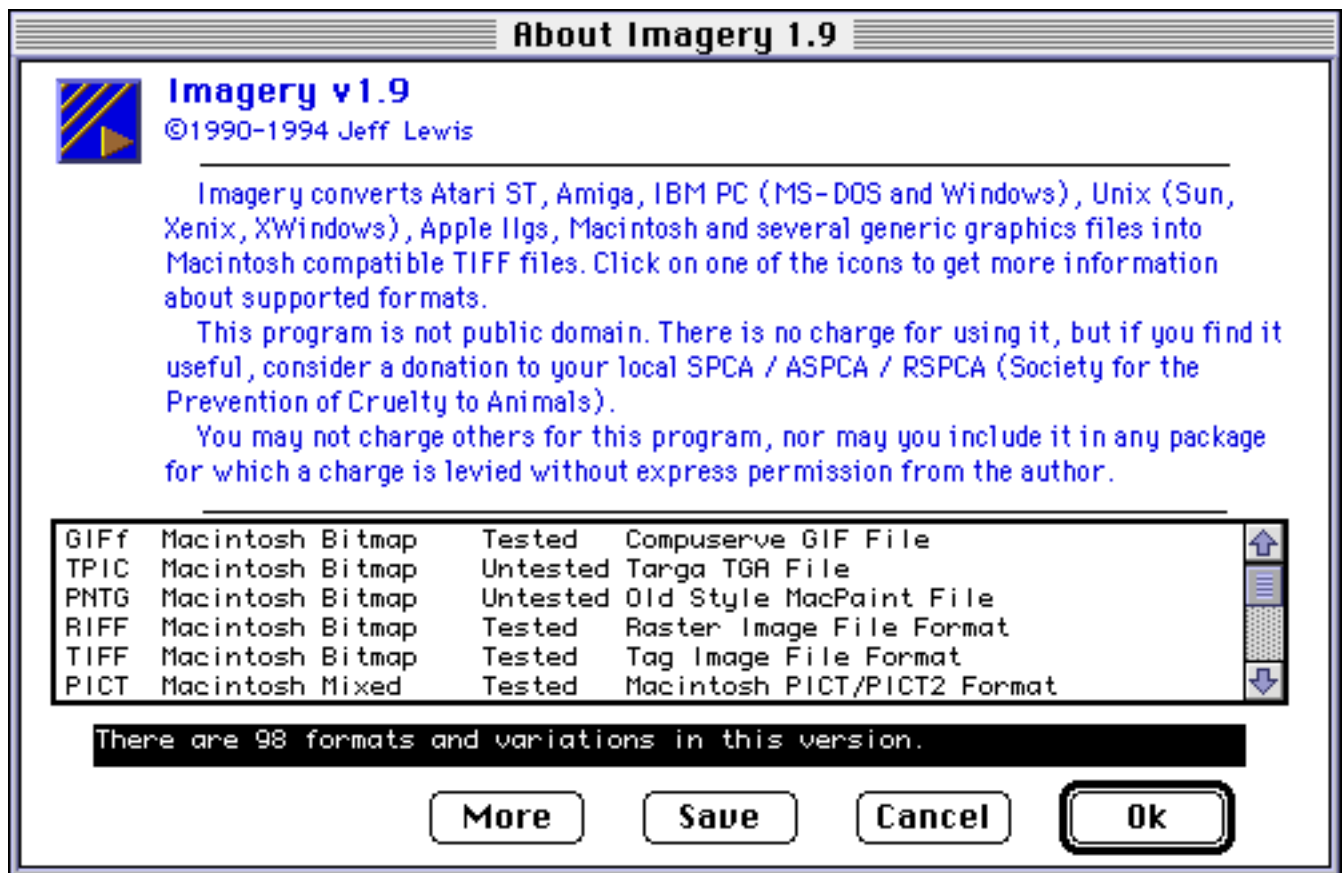 About Imagery 1.9
Imagery v1.9
©1990-1994 Jeff Lewis
Imagery converts Atari ST, Amiga, IBM PC (MS-DOS and Windows), Unix (Sun,
Xenix, XWindows), Apple IIgs, Macintosh and several generic graphics files into
Macintosh compatible TIFF files. Click on one of the icons to get more information
about supported formats.
This program is not public domain. There is no charge for using it, but if you find it
useful, consider a donation to your local SPCA / ASPCA / RSPCA (Society for the
Prevention of Cruelty to Animals).
You may not charge others for this program, nor may you include it in any package
for which a charge is levied without express permission from the author.
GIFf Macintosh Bitmap Tested Compuserve GIF File
TPIC Macintosh Bitmap Untested Targa TGA File
PNTG Macintosh Bitmap Untested Old Style MacPaint File
RIFF Macintosh Bitmap Tested Raster Image File Format
TIFF Macintosh Bitmap Tested Tag Image File Format
PICT Macintosh Mixed Tested Macintosh PICT/PICT2 Format
There are 98 formats and variations in this version.
More Save Cancel Ok